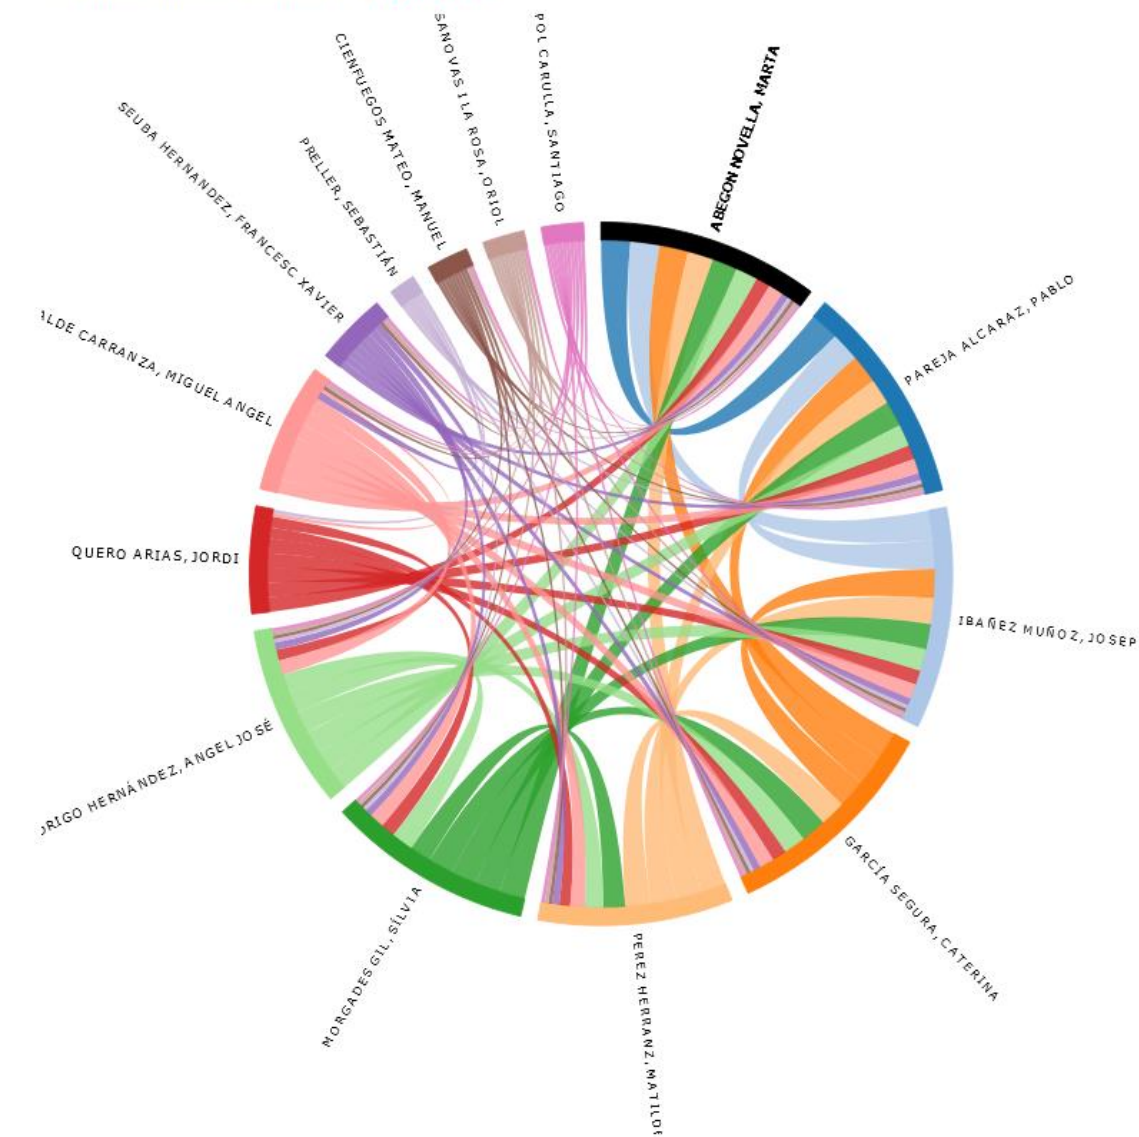 ABEGON NOVELLA, MARTA
PAREJA ALCARAZ, PABLO
IBAÑEZ MUÑOZ, JOSEP
GARCÍA SEGURA, CATERINA
PEREZ HERRANZ, MATILDE
MORGADES GIL, SÍLVIA
DRIGO HERNÁNDEZ, ANGEL JOSÉ
QUERO ARIAS, JORDI
ALDE CARRANZA, MIGUEL ANGEL
SEUBA HERNANDEZ, FRANCESC XAVIER
PRELLER, SEBASTIÁN
CIENFUEGOS MATEO, MANUEL
SANOVAS I LA ROSA, ORIOL
POL CARULLA, SANTIAGO